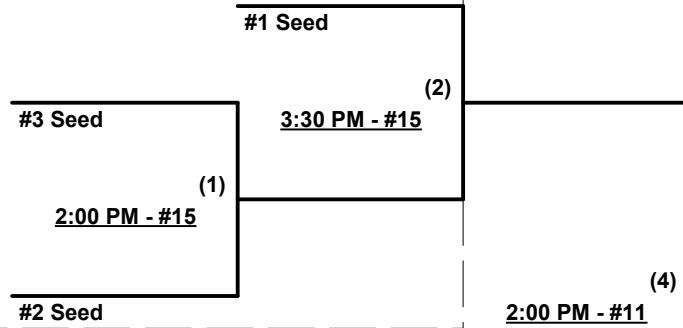 #1 Seed
(2)
#3 Seed
3:30 PM - #15
(1)
2:00 PM - #15
(4)
#2 Seed
2:00 PM - #11